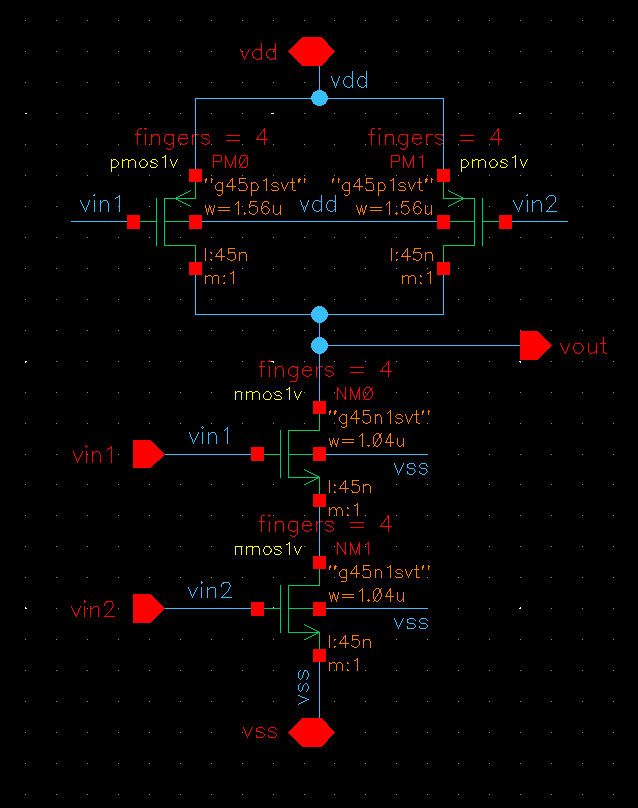 vdd
vdd
fingers = 4
fingers = 4
pmos1v
PM0
PM1
pmos1v
"g45p1svt"
"g45p1svt"
vin1
w=1.56u
vdd
w=1.56u
vin2
l:45n
l:45n
m:1
m:1
vout
fingers = 4
nmos1v
NM0
"g45n1svt"
vin1
vin1
w=1.04u
vss
l:45n
m:1
fingers = 4
nmos1v
NM1
"g45n1svt"
vin2
vin2
w=1.04u
vss
l:45n
m:1
vss
vss